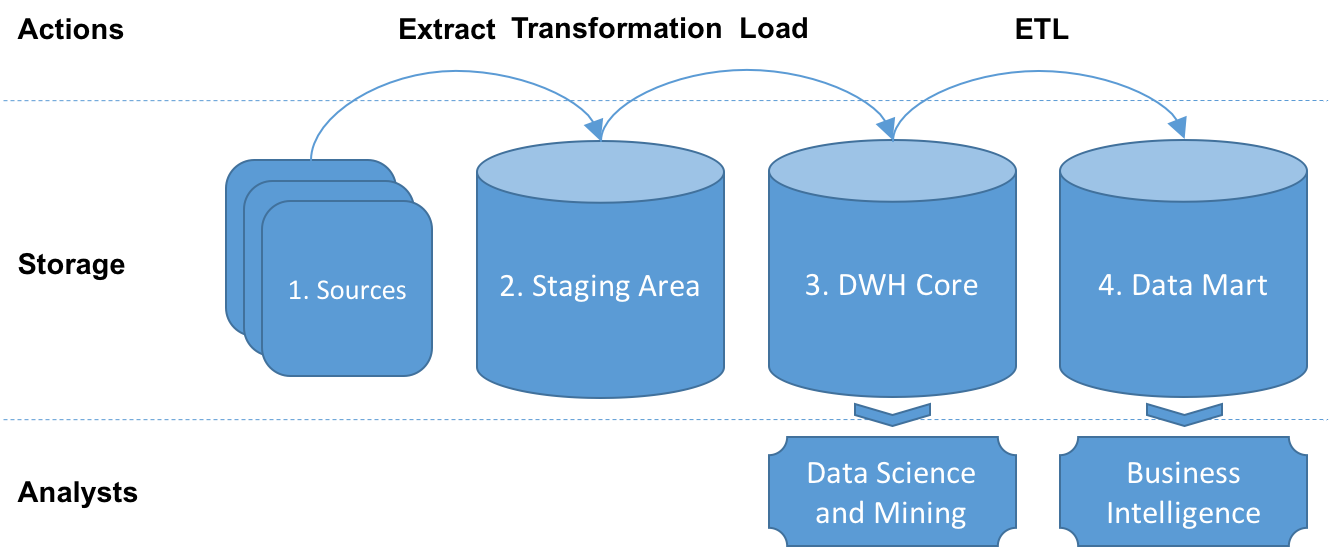 Actions Extract Transformation Load ETL
Storage
1. Sources
2. Staging Area
3. DWH Core
4. Data Mart
Analysts
Data Science
and Mining
Business
Intelligence